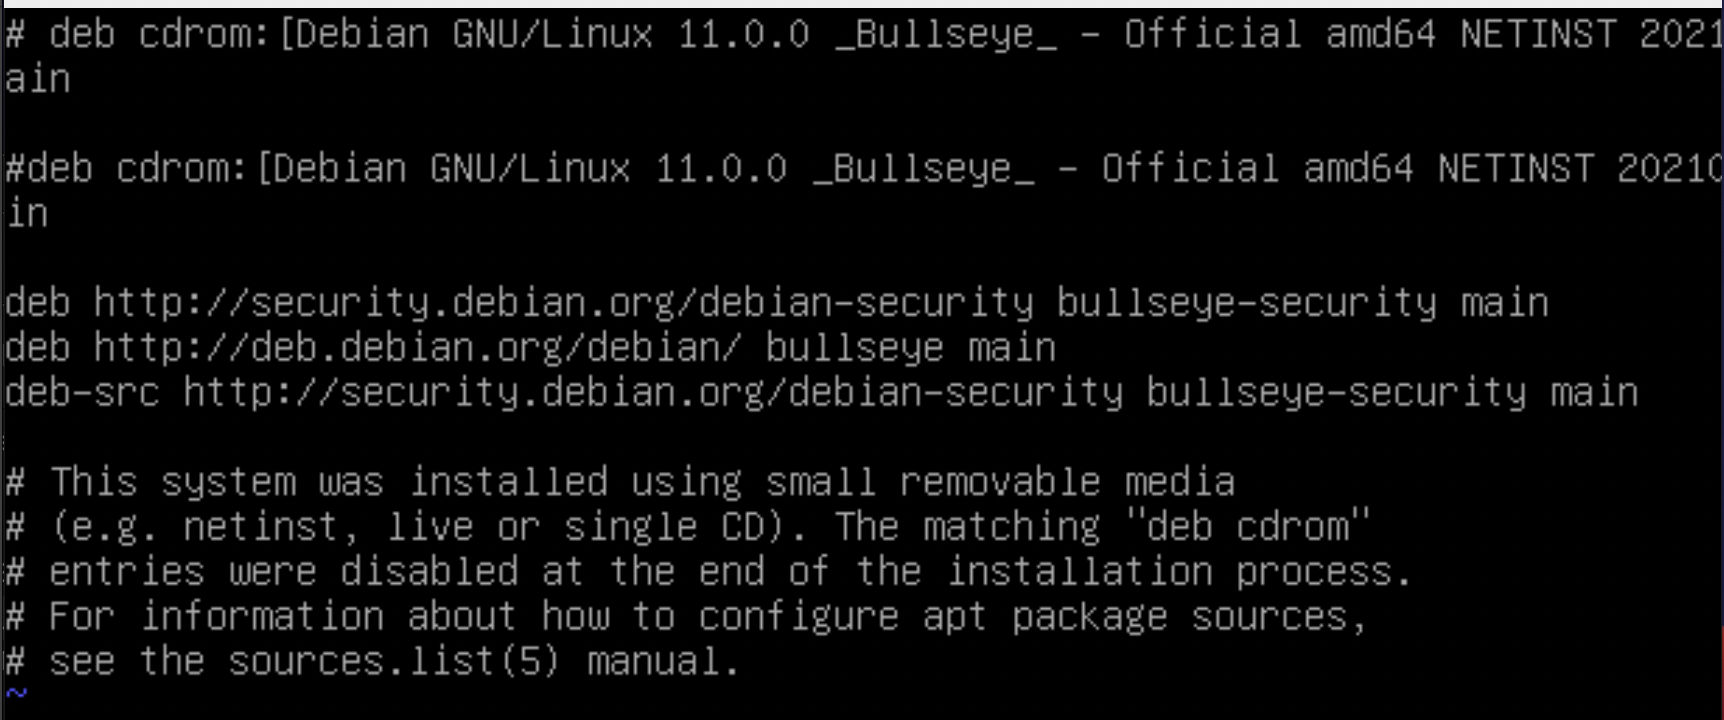 # deb cdrom:[Debian GNU/Linux 11.0.0 _Bullseye_ - Official amd64 NETINST 2021
ain
#deb cdrom:[Debian GNU/Linux 11.0.0 _Bullseye_ - Official amd64 NETINST 20210
in
deb http://security.debian.org/debian-security bullseye-security main
deb http://deb.debian.org/debian/ bullseye main
deb-src http://security.debian.org/debian-security bullseye-security main
# This system was installed using small removable media
# (e.g. netinst, live or single CD). The matching "deb cdrom"
# entries were disabled at the end of the installation process.
# For information about how to configure apt package sources,
# see the sources.list(5) manual.
~